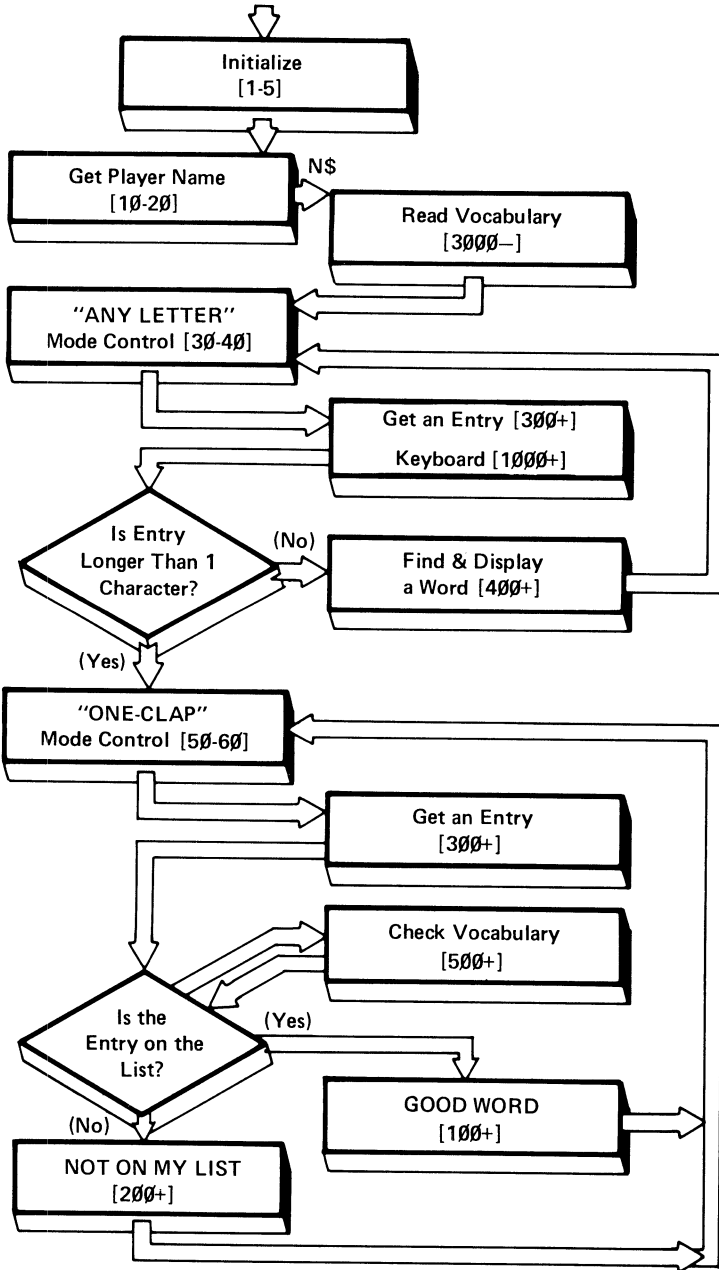 Initialize
[1-5]
Get Player Name
[1Ø-2Ø]
N$
Read Vocabulary
[3ØØØ—]
"ANY LETTER"
Mode Control [3Ø-4Ø]
Get an Entry [3ØØ+]
Keyboard [1ØØØ+]
Is Entry
Longer Than 1
Character?
(No)
Find & Display
a Word [4ØØ+]
(Yes)
"ONE-CLAP"
Mode Control [5Ø-6Ø]
Get an Entry
[3ØØ+]
Check Vocabulary
[5ØØ+]
Is the
Entry on the
List?
(Yes)
GOOD WORD
[1ØØ+]
(No)
NOT ON MY LIST
[2ØØ+]